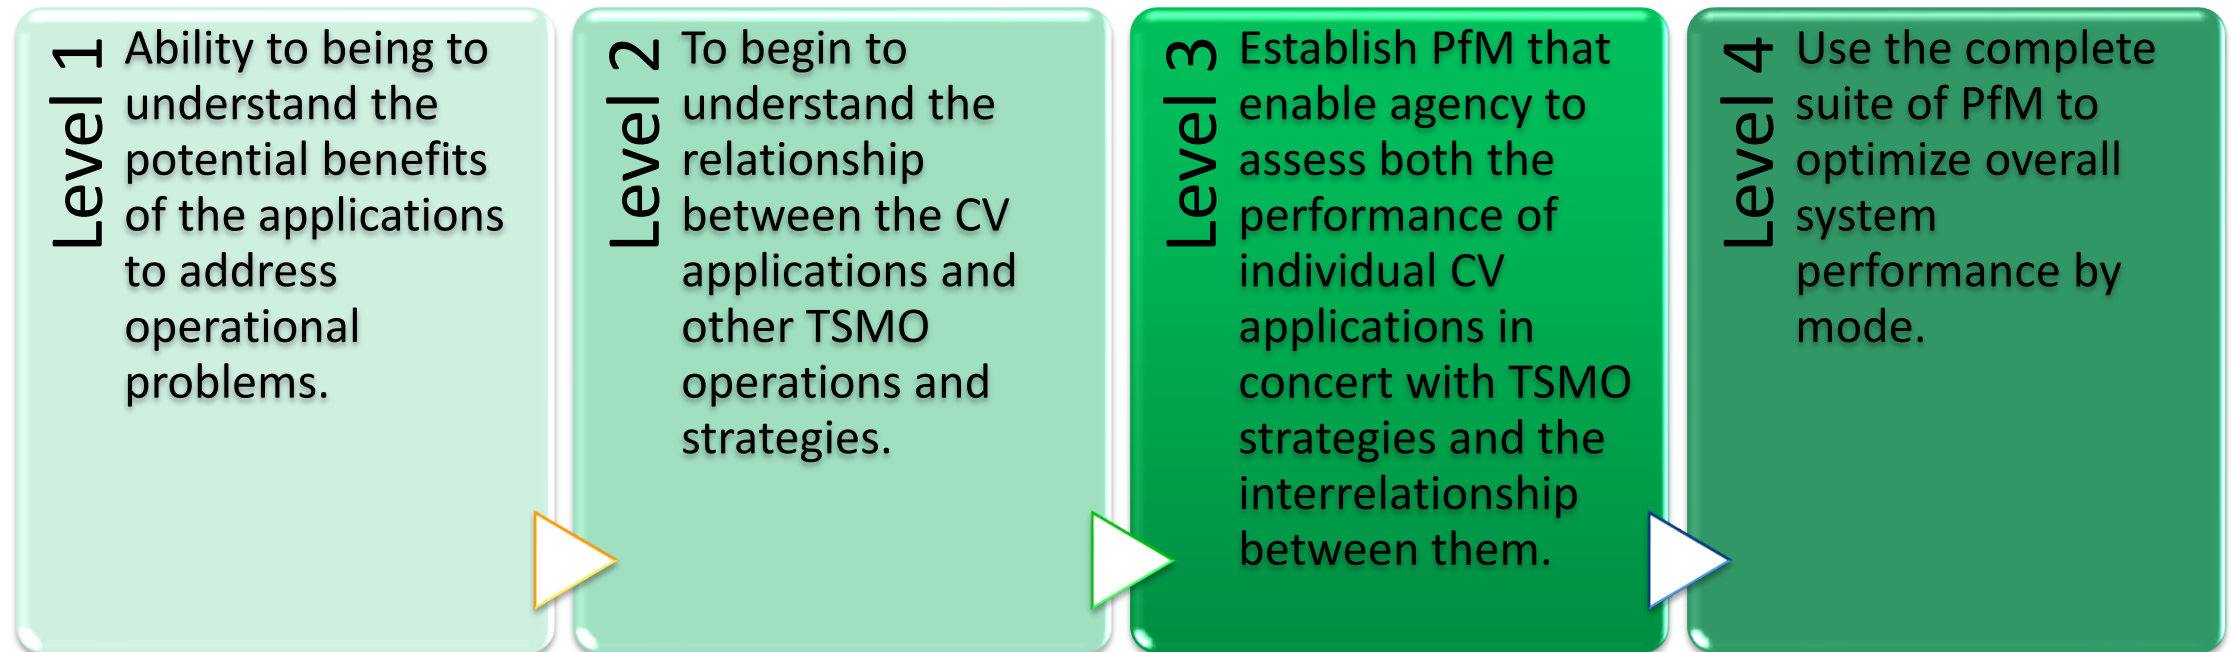 Level 1
Ability to being to
understand the
potential benefits
of the applications
to address
operational
problems.
Level 2
To begin to
understand the
relationship
between the CV
applications and
other TSMO
operations and
strategies.
Level 3
Establish PfM that
enable agency to
assess both the
performance of
individual CV
applications in
concert with TSMO
strategies and the
interrelationship
between them.
Level 4
Use the complete
suite of PfM to
optimize overall
system
performance by
mode.